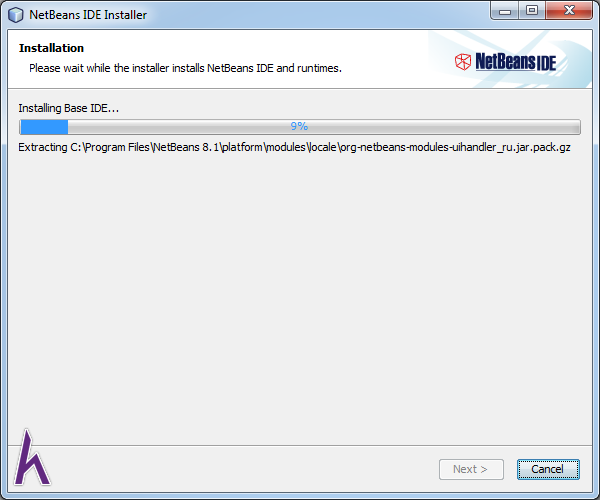 NetBeans IDE Installer
Installation
Please wait while the installer installs NetBeans IDE and runtimes.
NetBeans IDE
Installing Base IDE...
9%
Extracting C:\Program Files\NetBeans 8.1\platform\modules\locale\org-netbeans-modules-uihandler_ru.jar.pack.gz
h
Next >
Cancel